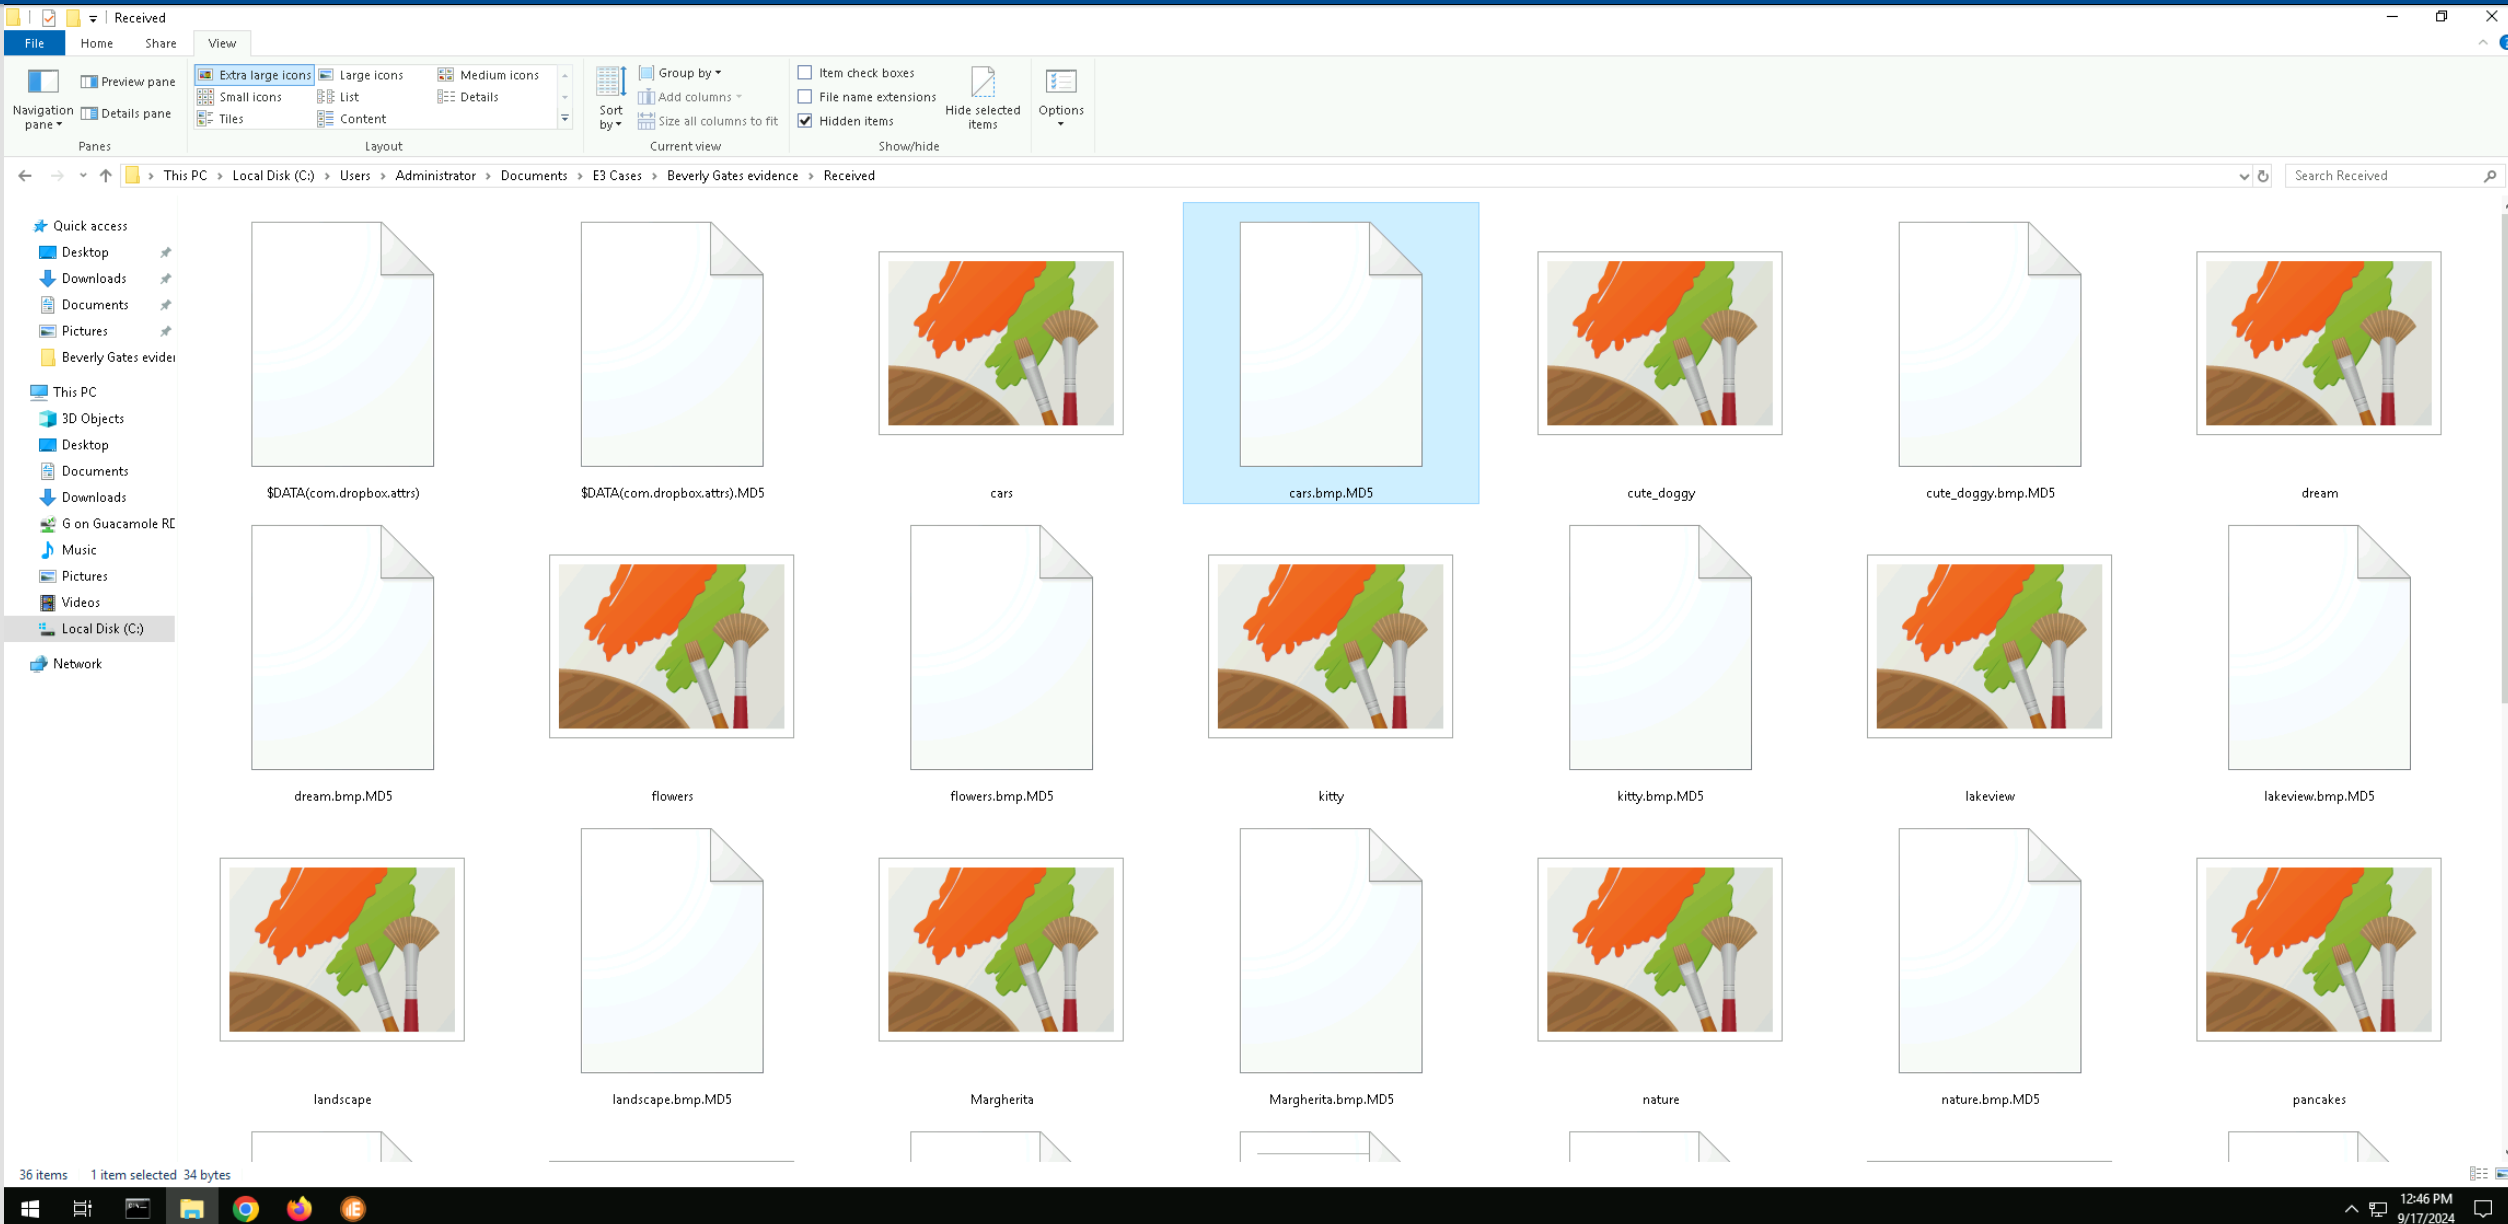 Received
File Home Share View
Preview pane
Details pane
Navigation pane
Panes
Extra large icons Large icons Medium icons
Small icons List Details
Tiles Content
Layout
Sort by
Group by
Add columns
Size all columns to fit
Current view
Item check boxes
File name extensions
Hidden items
Hide selected items
Show/hide
Options
This PC › Local Disk (C:) › Users › Administrator › Documents › E3 Cases › Beverly Gates evidence › Received
Search Received
Quick access
Desktop
Downloads
Documents
Pictures
Beverly Gates evider
This PC
3D Objects
Desktop
Documents
Downloads
G on Guacamole RD
Music
Pictures
Videos
Local Disk (C:)
Network
$DATA(com.dropbox.attrs) $DATA(com.dropbox.attrs).MD5 cars cars.bmp.MD5 cute_doggy cute_doggy.bmp.MD5 dream
dream.bmp.MD5 flowers flowers.bmp.MD5 kitty kitty.bmp.MD5 lakeview lakeview.bmp.MD5
landscape landscape.bmp.MD5 Margherita Margherita.bmp.MD5 nature nature.bmp.MD5 pancakes
36 items 1 item selected 34 bytes
12:46 PM
9/17/2024